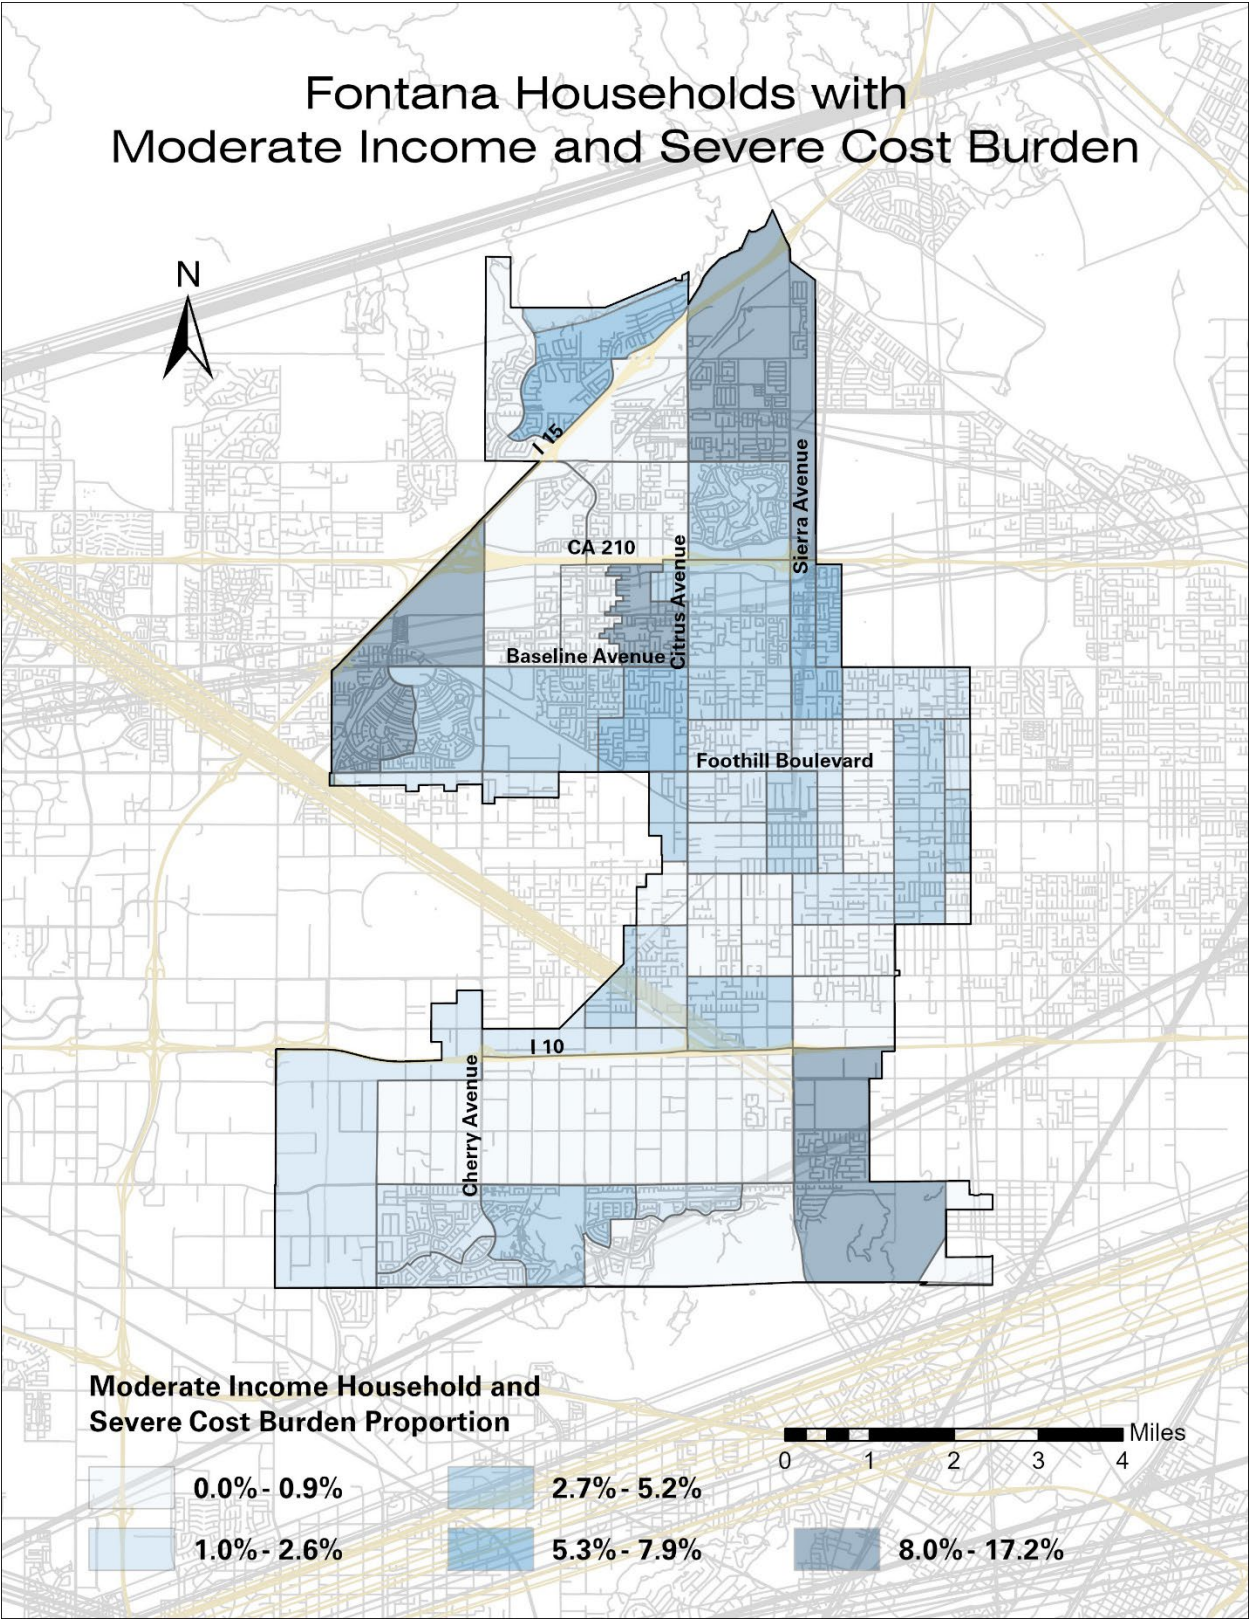 Fontana Households with
Moderate Income and Severe Cost Burden
N
I 15
Sierra Avenue
CA 210
Citrus Avenue
Baseline Avenue
Foothill Boulevard
I 10
Cherry Avenue
Moderate Income Household and
Severe Cost Burden Proportion
0.0% - 0.9%
2.7% - 5.2%
1.0% - 2.6%
5.3% - 7.9%
8.0% - 17.2%
Miles
0 1 2 3 4